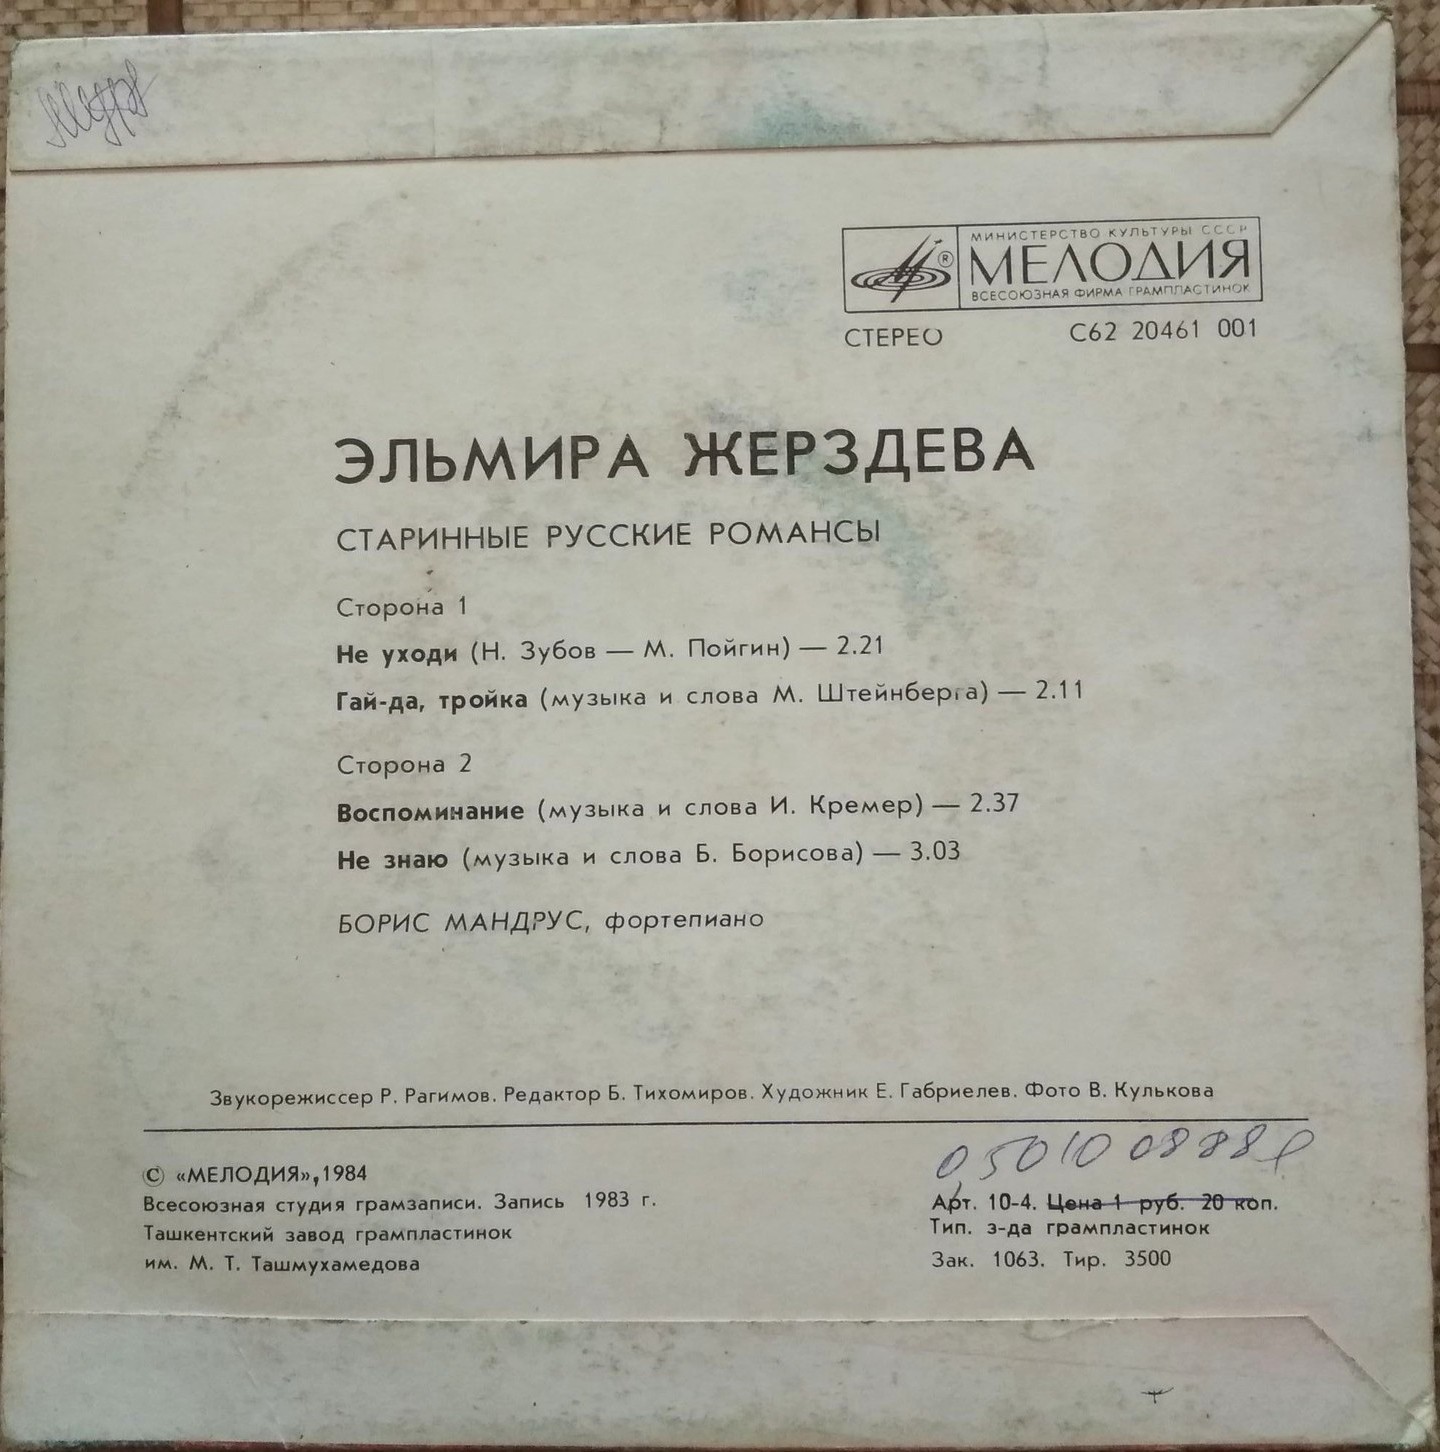 МИНИСТЕРСТВО КУЛЬТУРЫ СССР
МЕЛОДИЯ
ВСЕСОЮЗНАЯ ФИРМА ГРАМПЛАСТИНОК
СТЕРЕО С62 20461 001
ЭЛЬМИРА ЖЕРЗДЕВА
СТАРИННЫЕ РУССКИЕ РОМАНСЫ
Сторона 1
Не уходи (Н. Зубов — М. Пойгин) — 2.21
Гай-да, тройка (музыка и слова М. Штейнберга) — 2.11
Сторона 2
Воспоминание (музыка и слова И. Кремер) — 2.37
Не знаю (музыка и слова Б. Борисова) — 3.03
БОРИС МАНДРУС, фортепиано
Звукорежиссер Р. Рагимов. Редактор Б. Тихомиров. Художник Е. Габриелев. Фото В. Кулькова
© «МЕЛОДИЯ», 1984
Всесоюзная студия грамзаписи. Запись 1983 г.
Ташкентский завод грампластинок
им. М. Т. Ташмухамедова
Арт. 10-4. Цена 1 руб. 20 коп.
Тип. з-да грампластинок
Зак. 1063. Тир. 3500